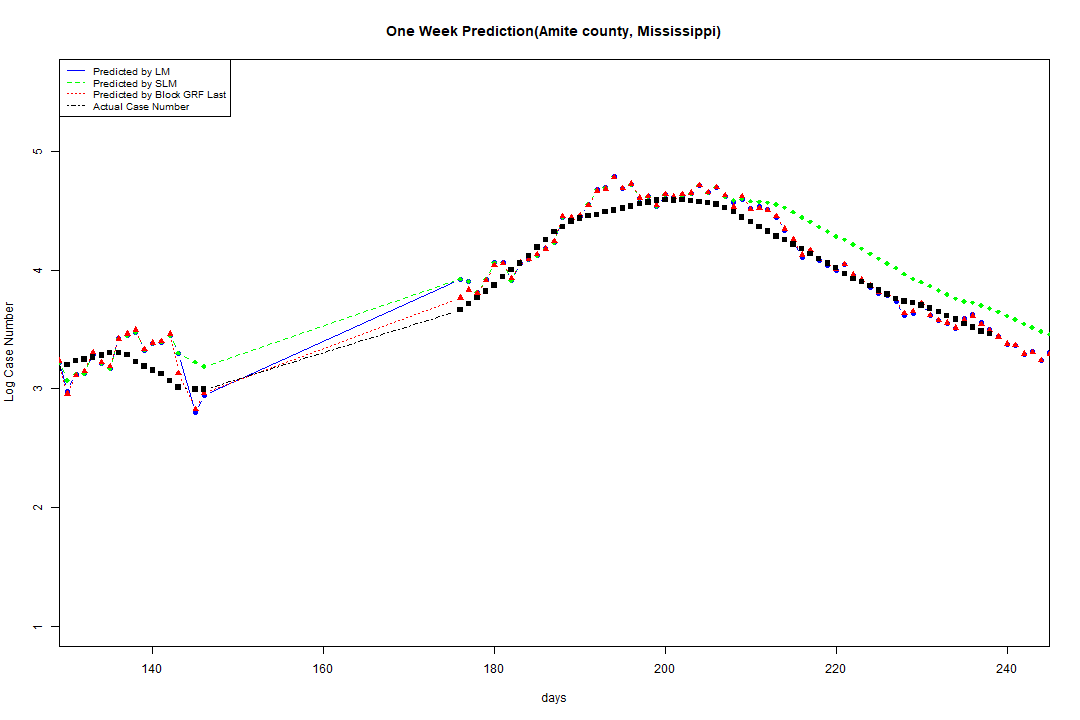 One Week Prediction(Amite county, Mississippi)
Predicted by LM
Predicted by SLM
Predicted by Block GRF Last
Actual Case Number
5
4
3
2
1
Log Case Number
140 160 180 200 220 240
days